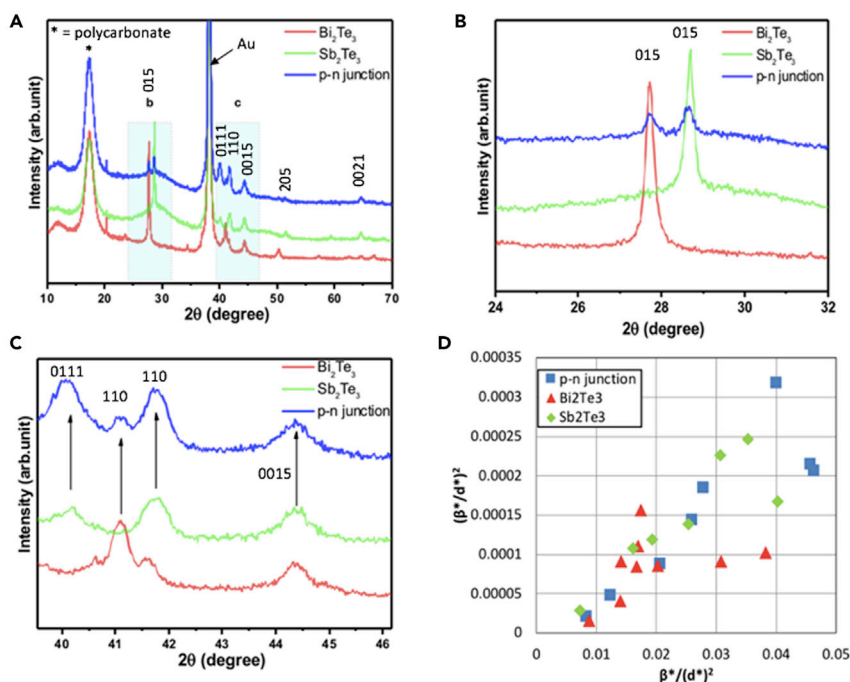 A
* = polycarbonate
*
Au
Bi₂Te₃
Sb₂Te₃
p-n junction
015
b
c
0111
110
0015
205
0021
Intensity (arb.unit)
10 20 30 40 50 60 70
2θ (degree)
B
015
015
Bi₂Te₃
Sb₂Te₃
p-n junction
Intensity (arb.unit)
24 26 28 30 32
2θ (degree)
C
0111
110
110
0015
Bi₂Te₃
Sb₂Te₃
p-n junction
Intensity (arb.unit)
40 41 42 43 44 45 46
2θ (degree)
D
0.00035
0.0003
0.00025
0.0002
0.00015
0.0001
0.00005
0
p-n junction
Bi2Te3
Sb2Te3
(β*/d*)²
0 0.01 0.02 0.03 0.04 0.05
β*/(d*)²